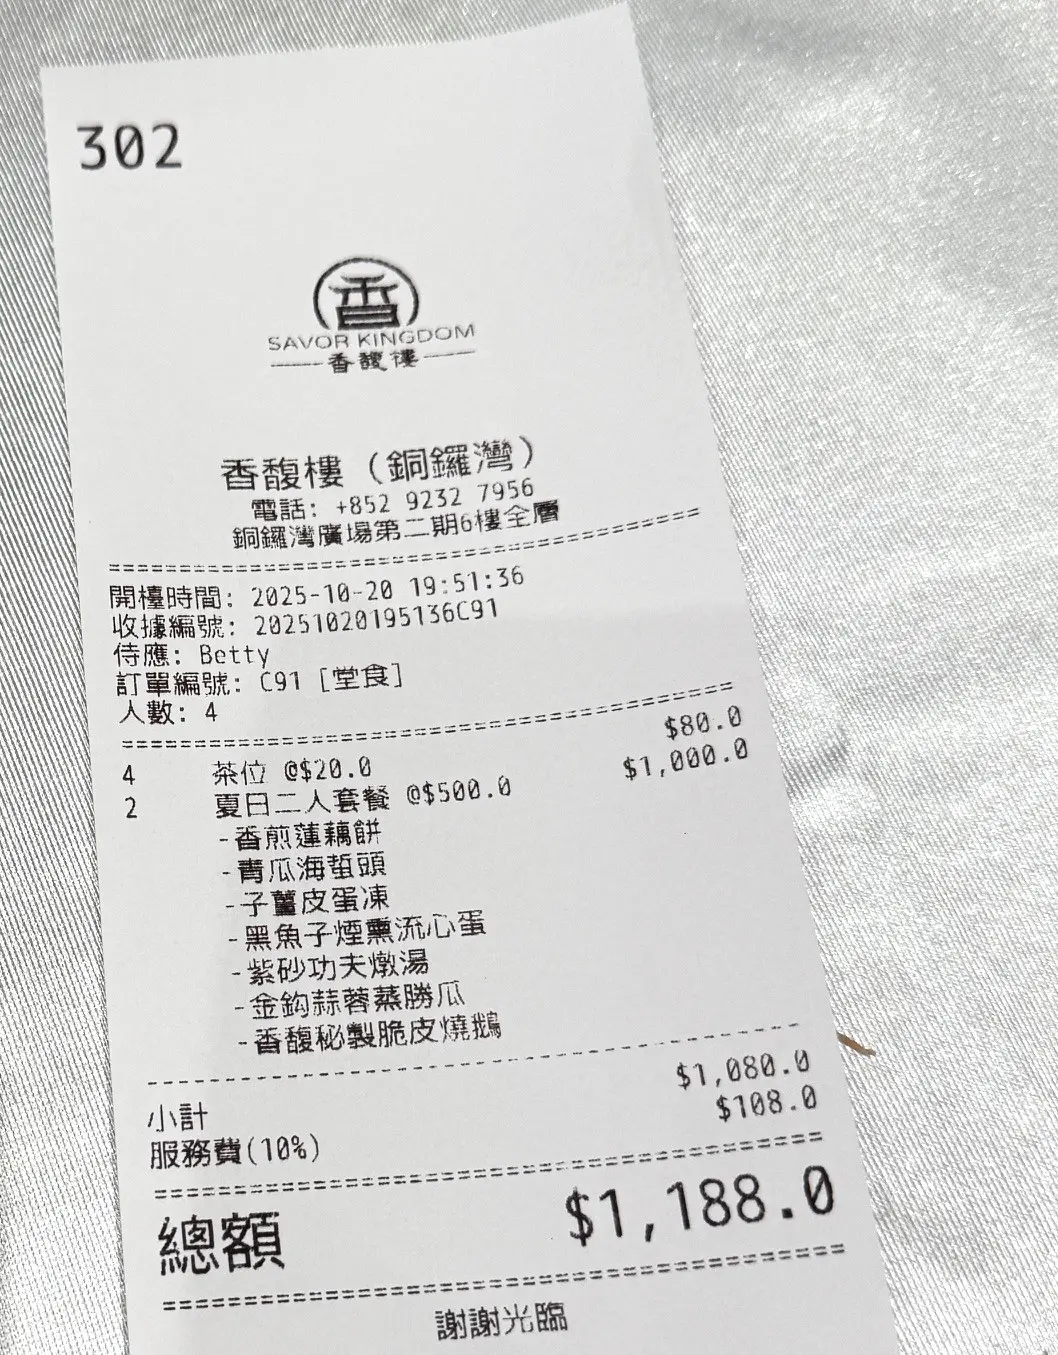 302
香
SAVOR KINGDOM
香馥樓
香馥樓 (銅鑼灣)
電話: +852 9232 7956
銅鑼灣廣場第二期6樓全層
開檯時間: 2025-10-20 19:51:36
收據編號: 20251020195136C91
侍應: Betty
訂單編號: C91 [堂食]
人數: 4
4 茶位 @$20.0 $80.0
2 夏日二人套餐 @$500.0 $1,000.0
-香煎蓮藕餅
-青瓜海蜇頭
-子薑皮蛋凍
-黑魚子煙熏流心蛋
-紫砂功夫燉湯
-金鈎蒜蓉蒸勝瓜
-香馥秘製脆皮燒鵝
小計 $1,080.0
服務費(10%) $108.0
總額 $1,188.0
謝謝光臨